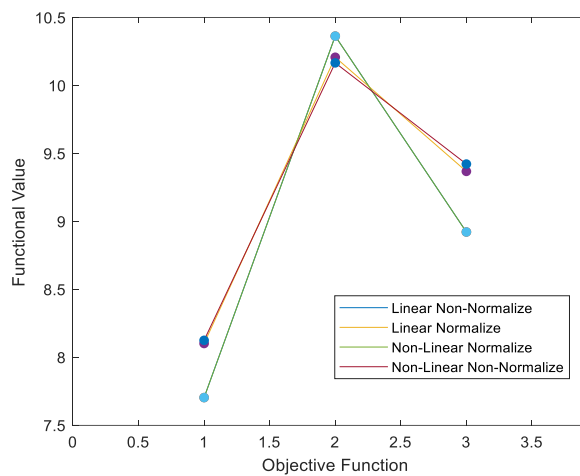 10.5
10
9.5
9
8.5
8
7.5
Functional Value
0
0.5
1
1.5
2
2.5
3
3.5
Objective Function
Linear Non-Normalize
Linear Normalize
Non-Linear Normalize
Non-Linear Non-Normalize